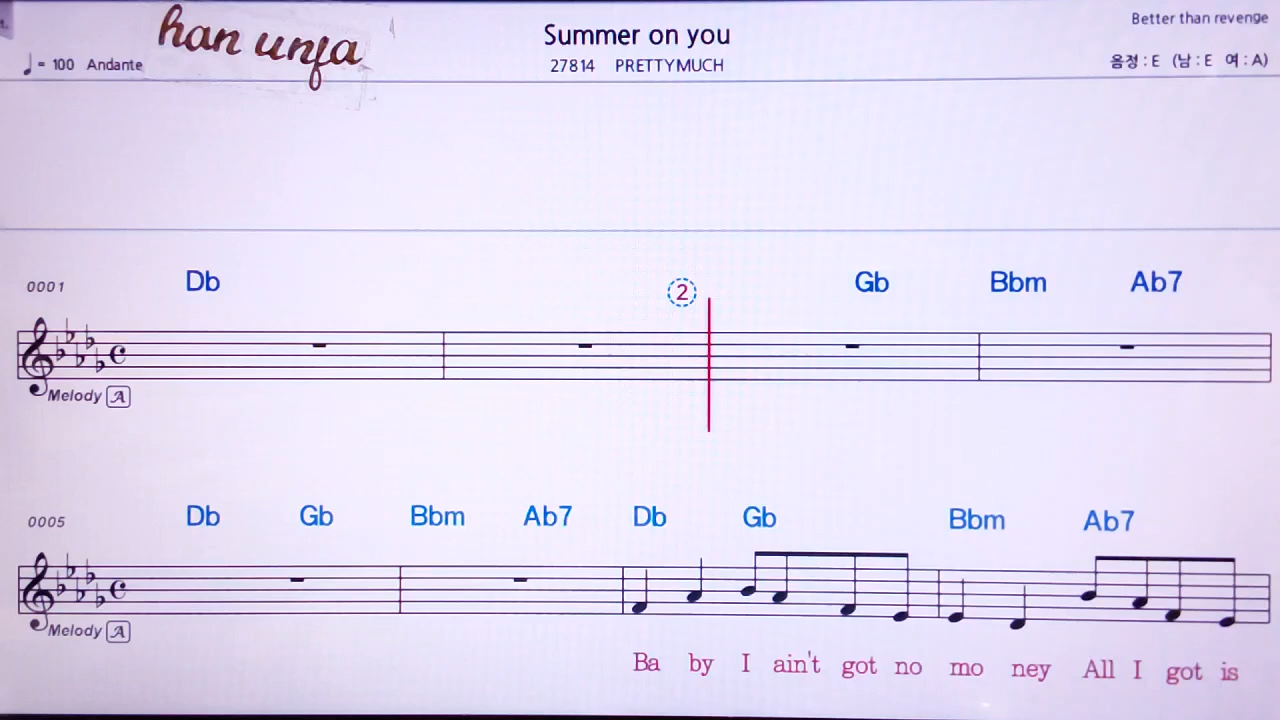 Better than revenge
han unfa
Summer on you
♩ = 100 Andante
27814 PRETTYMUCH
음정 : E (남 : E 여 : A)
0001 Db ② Gb Bbm Ab7
Melody A
0005 Db Gb Bbm Ab7 Db Gb Bbm Ab7
Melody A
Ba by I ain't got no mo ney All I got is